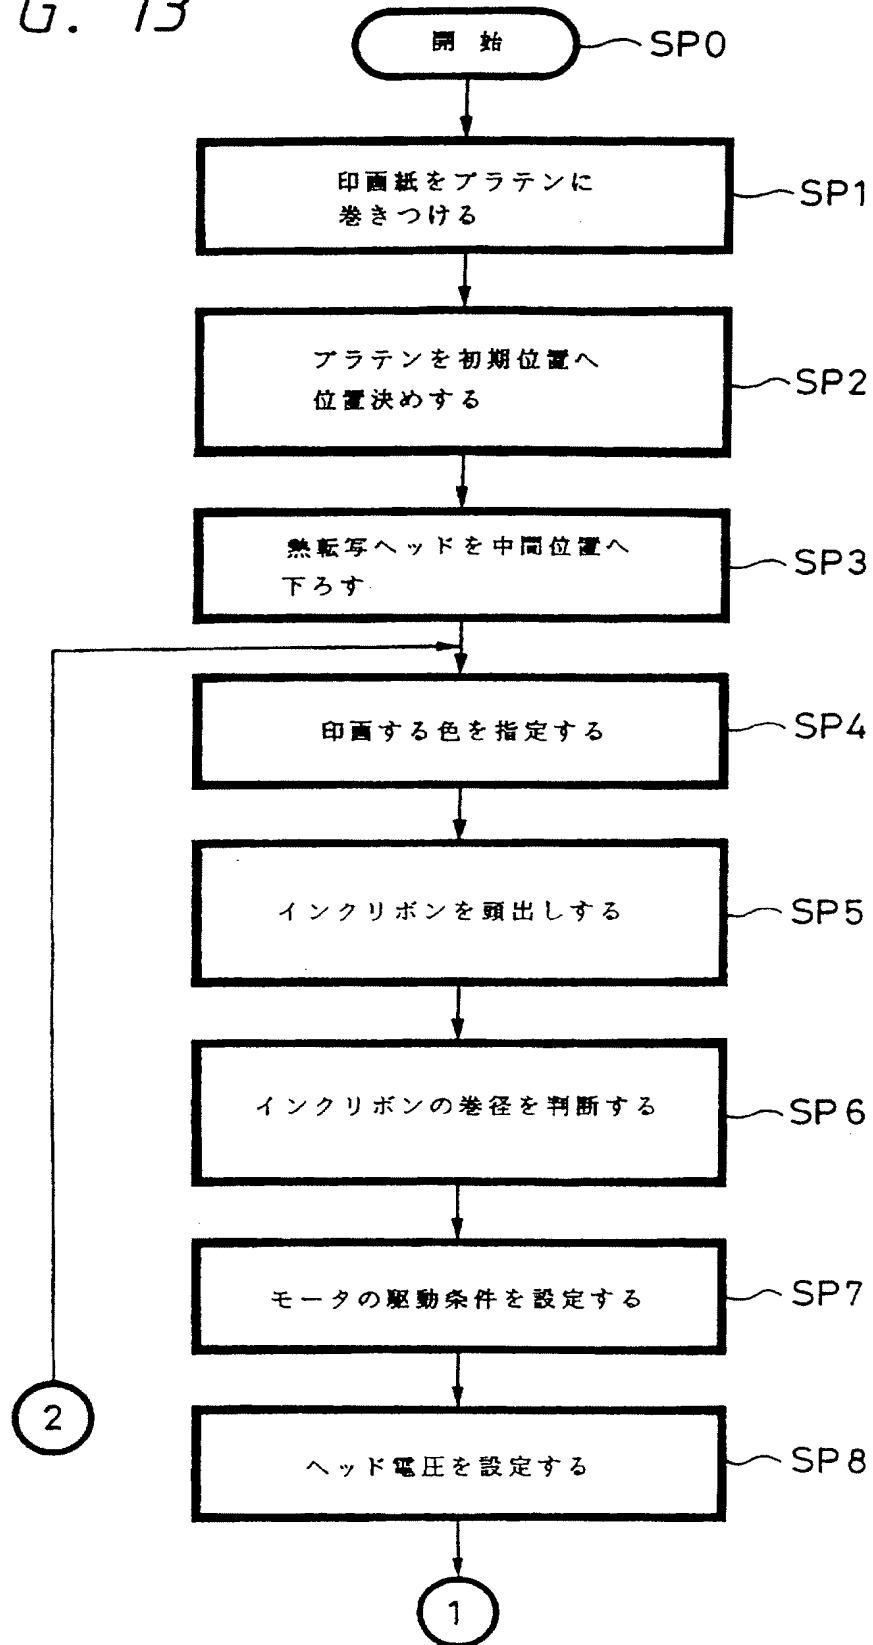 G. 13
開始
SP0
印画紙をプラテンに
巻きつける
SP1
プラテンを初期位置へ
位置決めする
SP2
熱転写ヘッドを中間位置へ
下ろす
SP3
印画する色を指定する
SP4
インクリボンを頭出しする
SP5
インクリボンの巻径を判断する
SP6
モータの駆動条件を設定する
SP7
2
ヘッド電圧を設定する
SP8
1